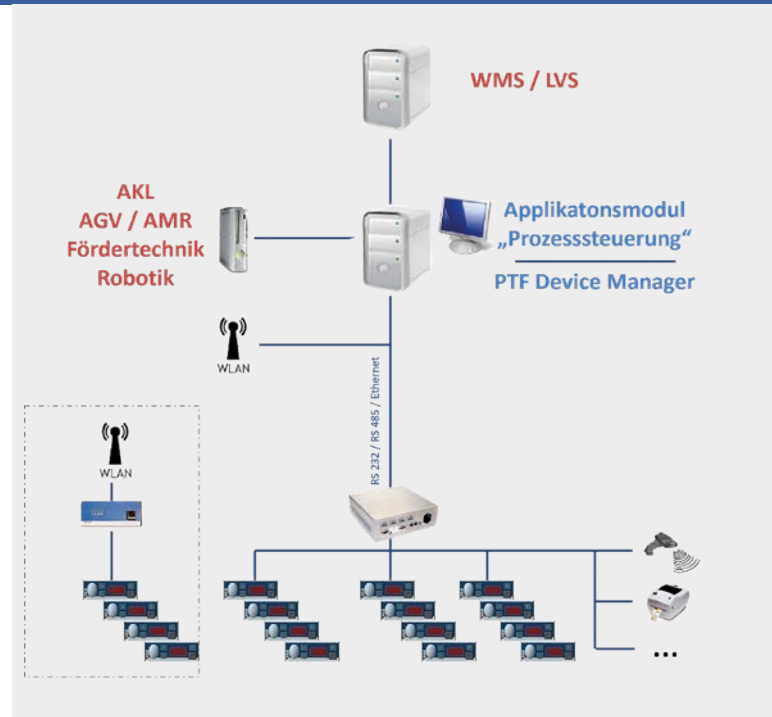 WMS / LVS
AKL
AGV / AMR
Fördertechnik
Robotik
Applikatonsmodul
„Prozesssteuerung“
PTF Device Manager
WLAN
RS 232 / RS 485 / Ethernet
WLAN
...